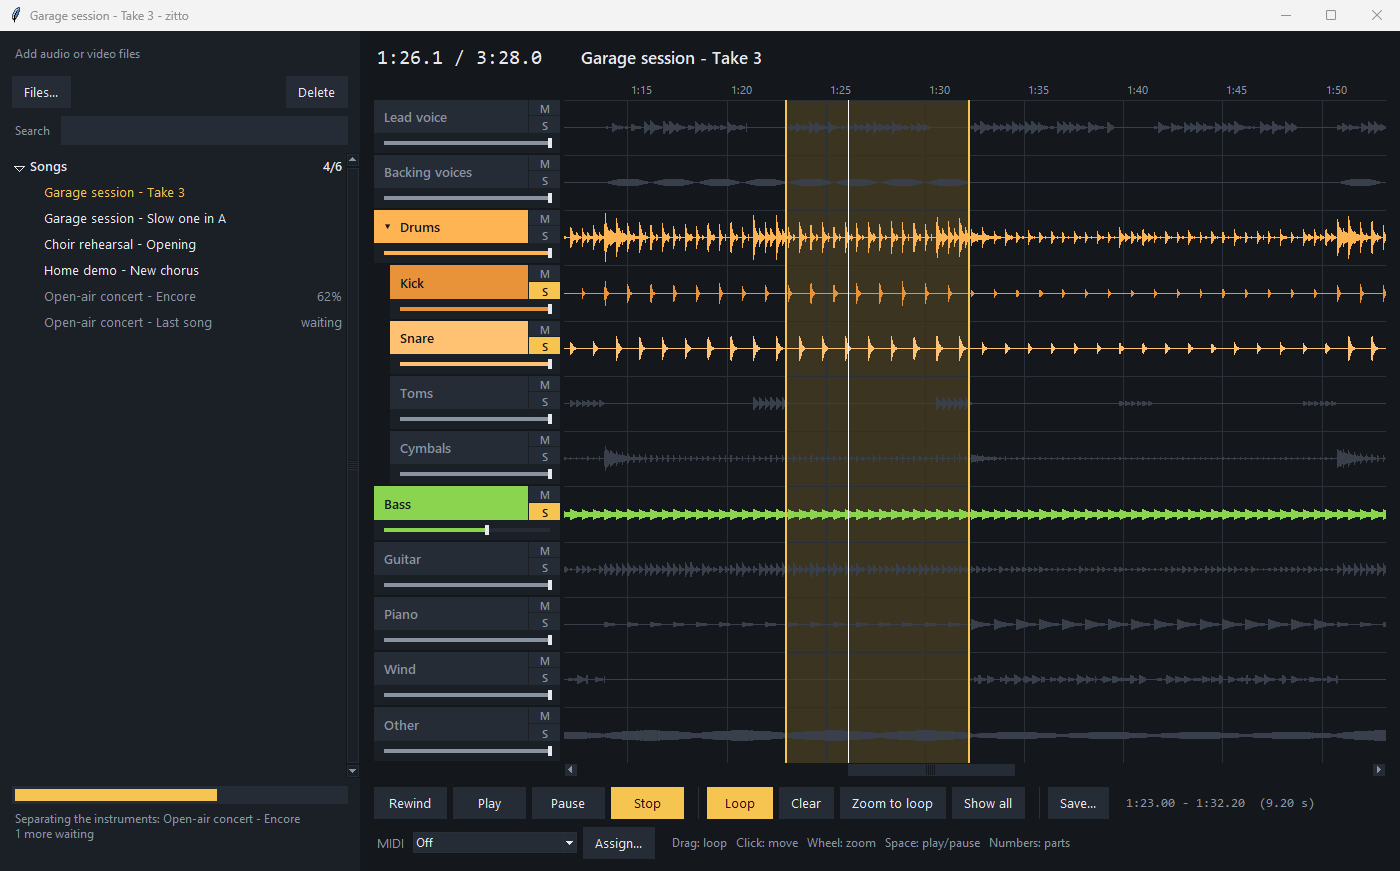 Garage session - Take 3 - zitto
Add audio or video files
Files...
Delete
Search
Songs 4/6
Garage session - Take 3
Garage session - Slow one in A
Choir rehearsal - Opening
Home demo - New chorus
Open-air concert - Encore 62%
Open-air concert - Last song waiting
Separating the instruments: Open-air concert - Encore
1 more waiting
1:26.1 / 3:28.0
Garage session - Take 3
1:15 1:20 1:25 1:30 1:35 1:40 1:45 1:50
Lead voice M
S
Backing voices M
S
Drums M
S
Kick M
S
Snare M
S
Toms M
S
Cymbals M
S
Bass M
S
Guitar M
S
Piano M
S
Wind M
S
Other M
S
Rewind Play Pause Stop Loop Clear Zoom to loop Show all Save... 1:23.00 - 1:32.20 (9.20 s)
MIDI Off Assign... Drag: loop Click: move Wheel: zoom Space: play/pause Numbers: parts